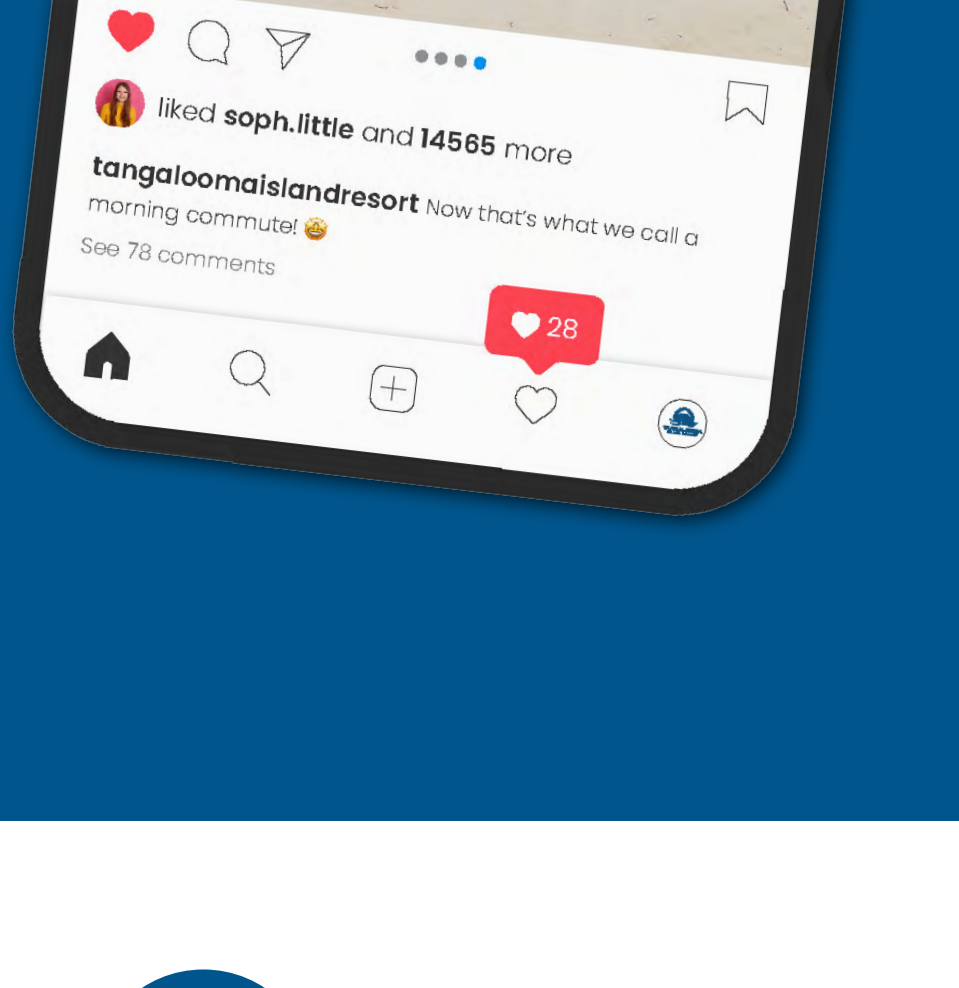 liked soph.little and 14565 more
tangaloomaislandresort Now that's what we call a
morning commute! 🤩
See 78 comments
28